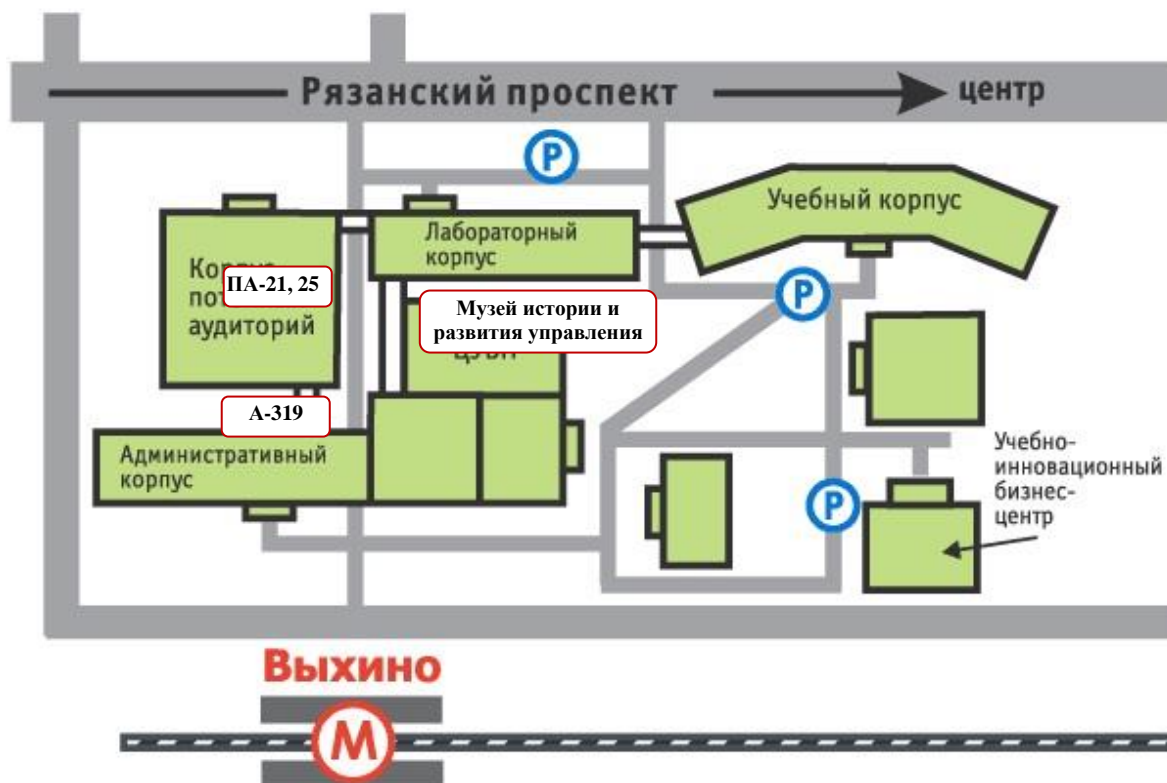 Рязанский проспект
центр
P
Учебный корпус
Лабораторный
корпус
ПА-21, 25
аудиторий
Музей истории и
развития управления
P
А-319
Административный
корпус
Учебно-
инновационный
бизнес-
центр
P
Выхино
М